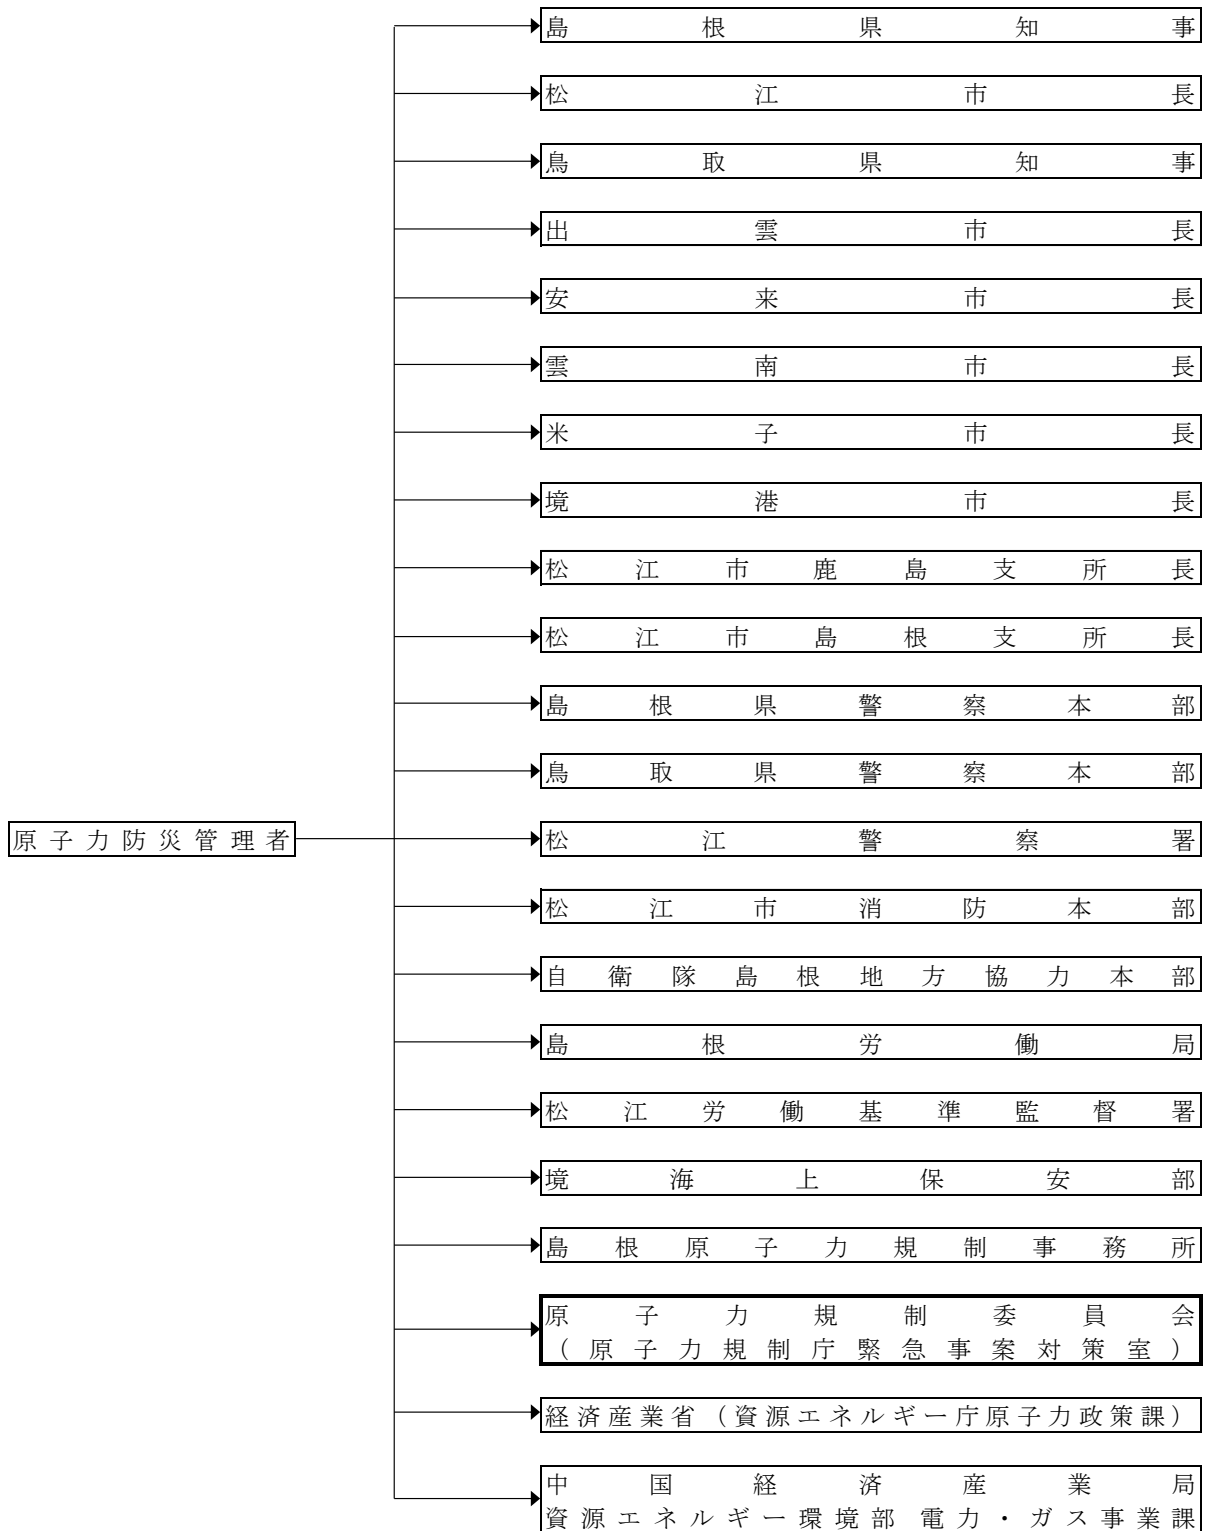 島根県知事
松江市長
鳥取県知事
出雲市長
安来市長
雲南市長
米子市長
境港市長
松江市鹿島支所長
松江市島根支所長
島根県警察本部
鳥取県警察本部
原子力防災管理者
松江警察署
松江市消防本部
自衛隊島根地方協力本部
島根労働局
松江労働基準監督署
境海上保安部
島根原子力規制事務所
原子力規制委員会
（原子力規制庁緊急事案対策室）
経済産業省（資源エネルギー庁原子力政策課）
中国経済産業局
資源エネルギー環境部 電力・ガス事業課